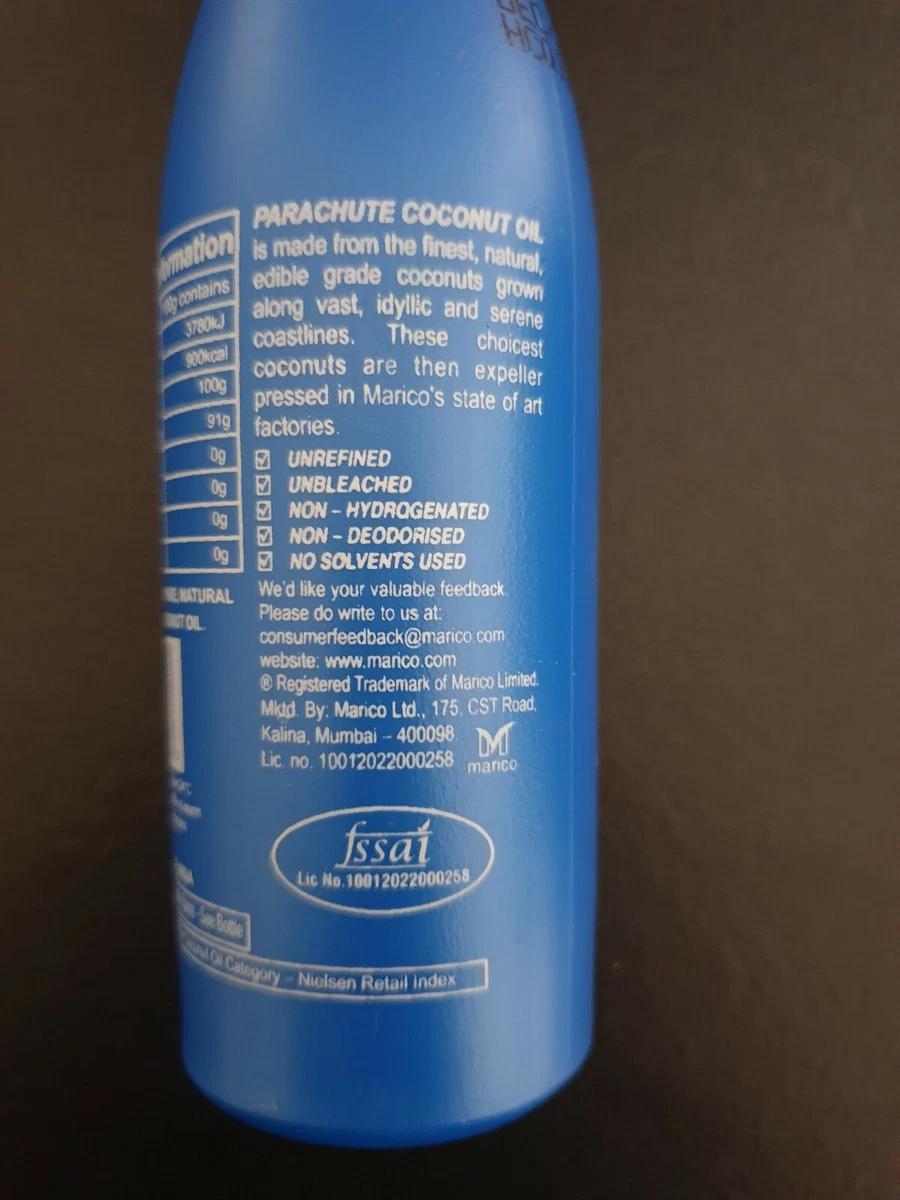 PARACHUTE COCONUT OIL
is made from the finest, natural,
edible grade coconuts grown
along vast, idyllic and serene
coastlines. These choicest
coconuts are then expeller
pressed in Marico's state of art
factories.
☑ UNREFINED
☑ UNBLEACHED
☑ NON – HYDROGENATED
☑ NON – DEODORISED
☑ NO SOLVENTS USED
We'd like your valuable feedback.
Please do write to us at:
consumerfeedback@marico.com
website: www.marico.com
® Registered Trademark of Marico Limited.
Mktd. By: Marico Ltd., 175, CST Road,
Kalina, Mumbai – 400098.
Lic. no. 10012022000258
marico
fssai
Lic No.10012022000258
contains
3780kJ
900kcal
100g
91g
0g
0g
0g
0g
NATURAL
OIL.
See Bottle
Oil Category – Nielsen Retail Index